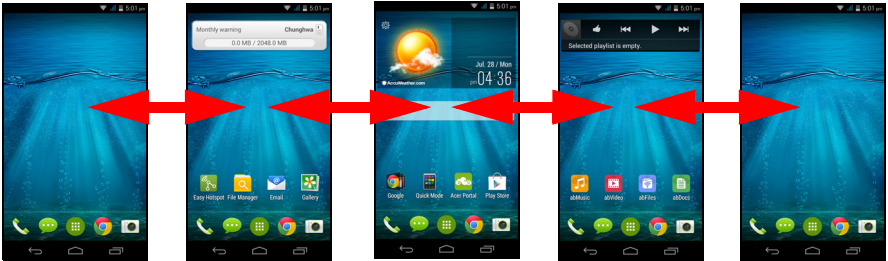 5:01 pm
5:01 pm
Monthly warning Chunghwa
0.0 MB / 2048.0 MB
Easy Hotspot File Manager Email Gallery
5:01 pm
Jul. 28 / Mon
pm 04:36
AccuWeather.com
Google Quick Mode Acer Portal Play Store
5:01 pm
Selected playlist is empty.
abMusic abVideo abFiles abDocs
5:01 pm